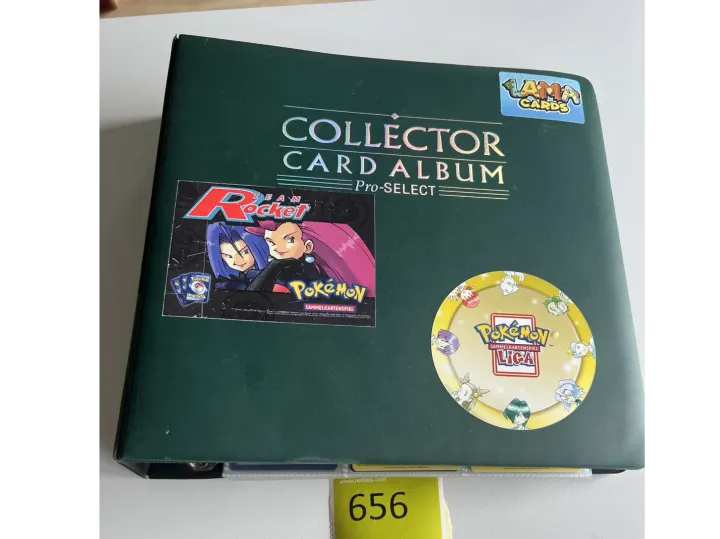 LAMA
CARDS
COLLECTOR
CARD ALBUM
Pro-SELECT
TEAM
Rocket
POKéMON
SAMMELKARTENSPIEL
POKéMON
SAMMELKARTENSPIEL
LIGA
656